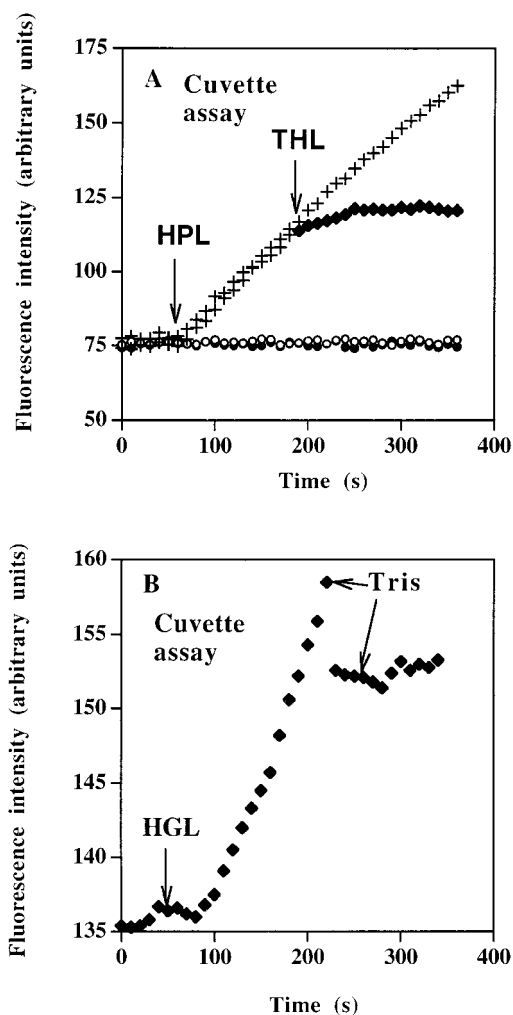 Fluorescence intensity (arbitrary units)
175
150
125
100
75
50
A Cuvette
assay
THL
HPL
0 100 200 300 400
Time (s)
Fluorescence intensity (arbitrary units)
160
155
150
145
140
135
B
Cuvette
assay
Tris
HGL
0 100 200 300 400
Time (s)